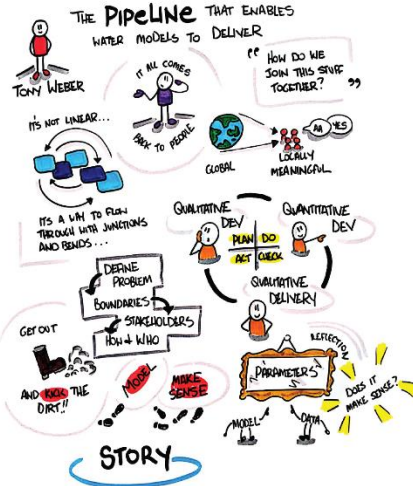 THE PIPELINE THAT ENABLES
WATER MODELS TO DELIVER
TONY WEBER
IT ALL COMES
BACK TO PEOPLE
" HOW DO WE
JOIN THIS STUFF
TOGETHER? "
IT'S NOT LINEAR...
GLOBAL
AA YES
LOCALLY
MEANINGFUL
IT'S A WAY TO FLOW
THROUGH WITH JUNCTIONS
AND BENDS...
QUALITATIVE
DEV
QUANTITATIVE
DEV
PLAN DO
ACT CHECK
QUALITATIVE
DELIVERY
DEFINE
PROBLEM
BOUNDARIES
STAKEHOLDERS
HOW & WHO
GET OUT
AND KICK THE
DIRT!!
MODEL
MAKE
SENSE
STORY
REFLECTION
"PARAMETERS"
MODEL
DATA
DOES IT
MAKE SENSE?